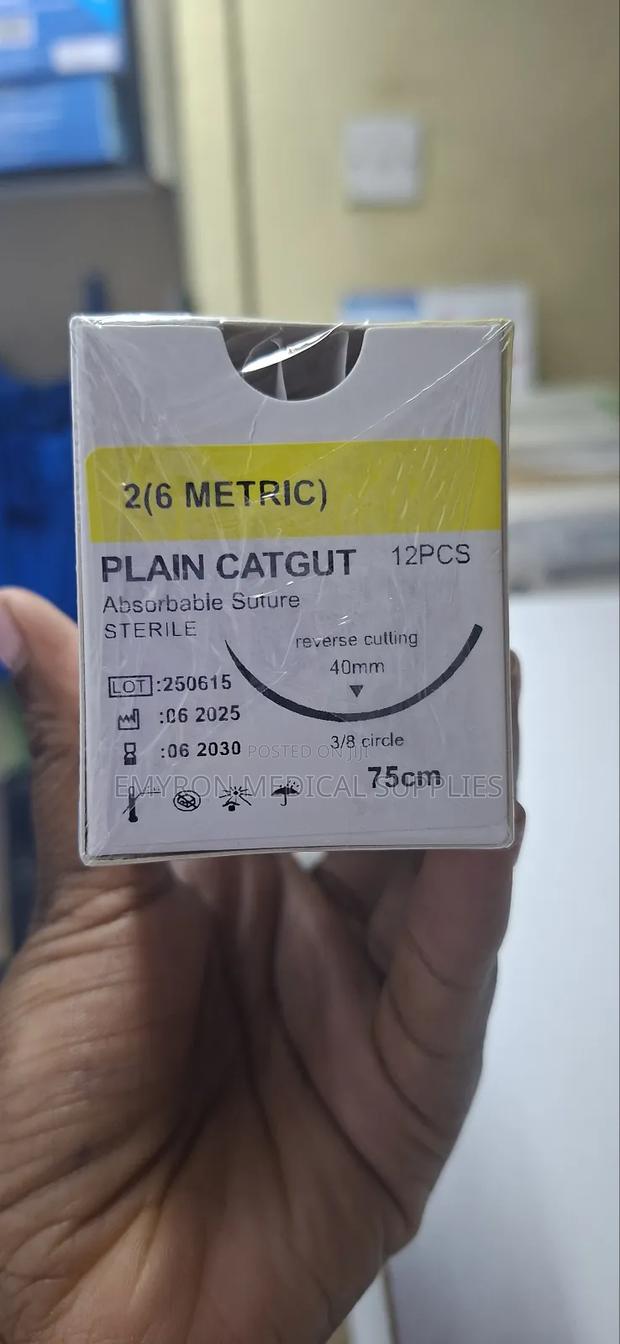 2(6 METRIC)
PLAIN CATGUT 12PCS
Absorbable Suture
STERILE
reverse cutting
40mm
LOT :250615
:06 2025
:06 2030
3/8 circle
75cm
POSTED ON JIJI
EMYRON MEDICAL SUPPLIES